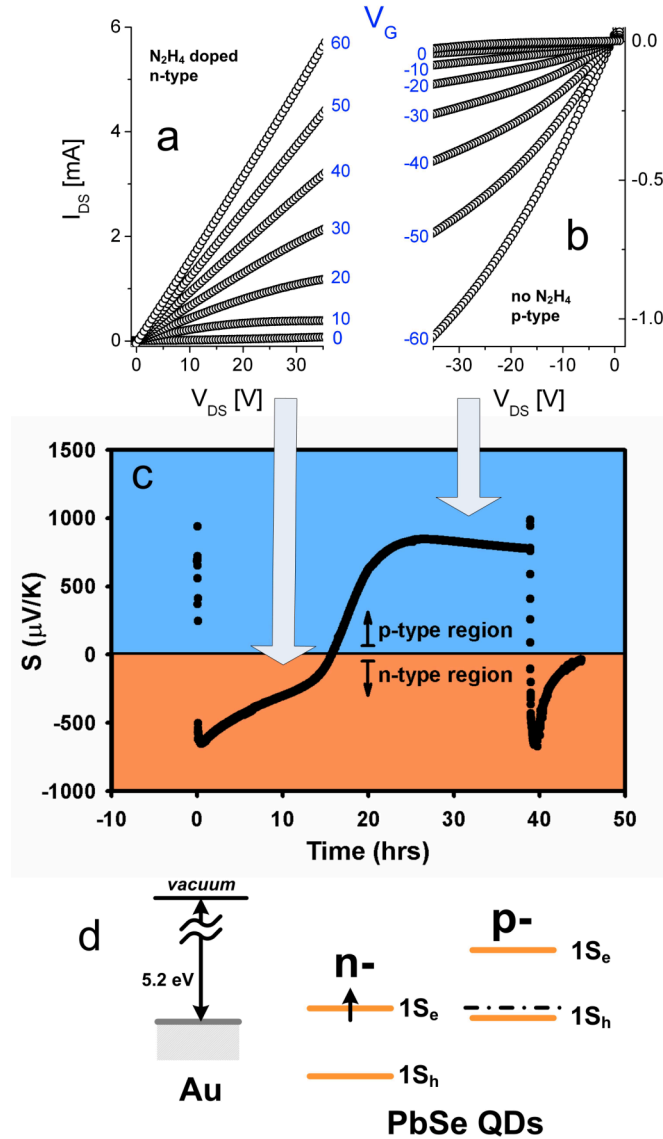 V_G
N₂H₄ doped
n-type
a
I_DS [mA]
6
4
2
0
60
50
40
30
20
10
0
0
10
20
30
V_DS [V]
0
-10
-20
-30
-40
-50
-60
b
no N₂H₄
p-type
0.0
-0.5
-1.0
-30
-20
-10
0
V_DS [V]
c
S (μV/K)
1500
1000
500
0
-500
-1000
p-type region
n-type region
-10
0
10
20
30
40
50
Time (hrs)
d
vacuum
5.2 eV
Au
n-
1S_e
1S_h
p-
1S_e
1S_h
PbSe QDs